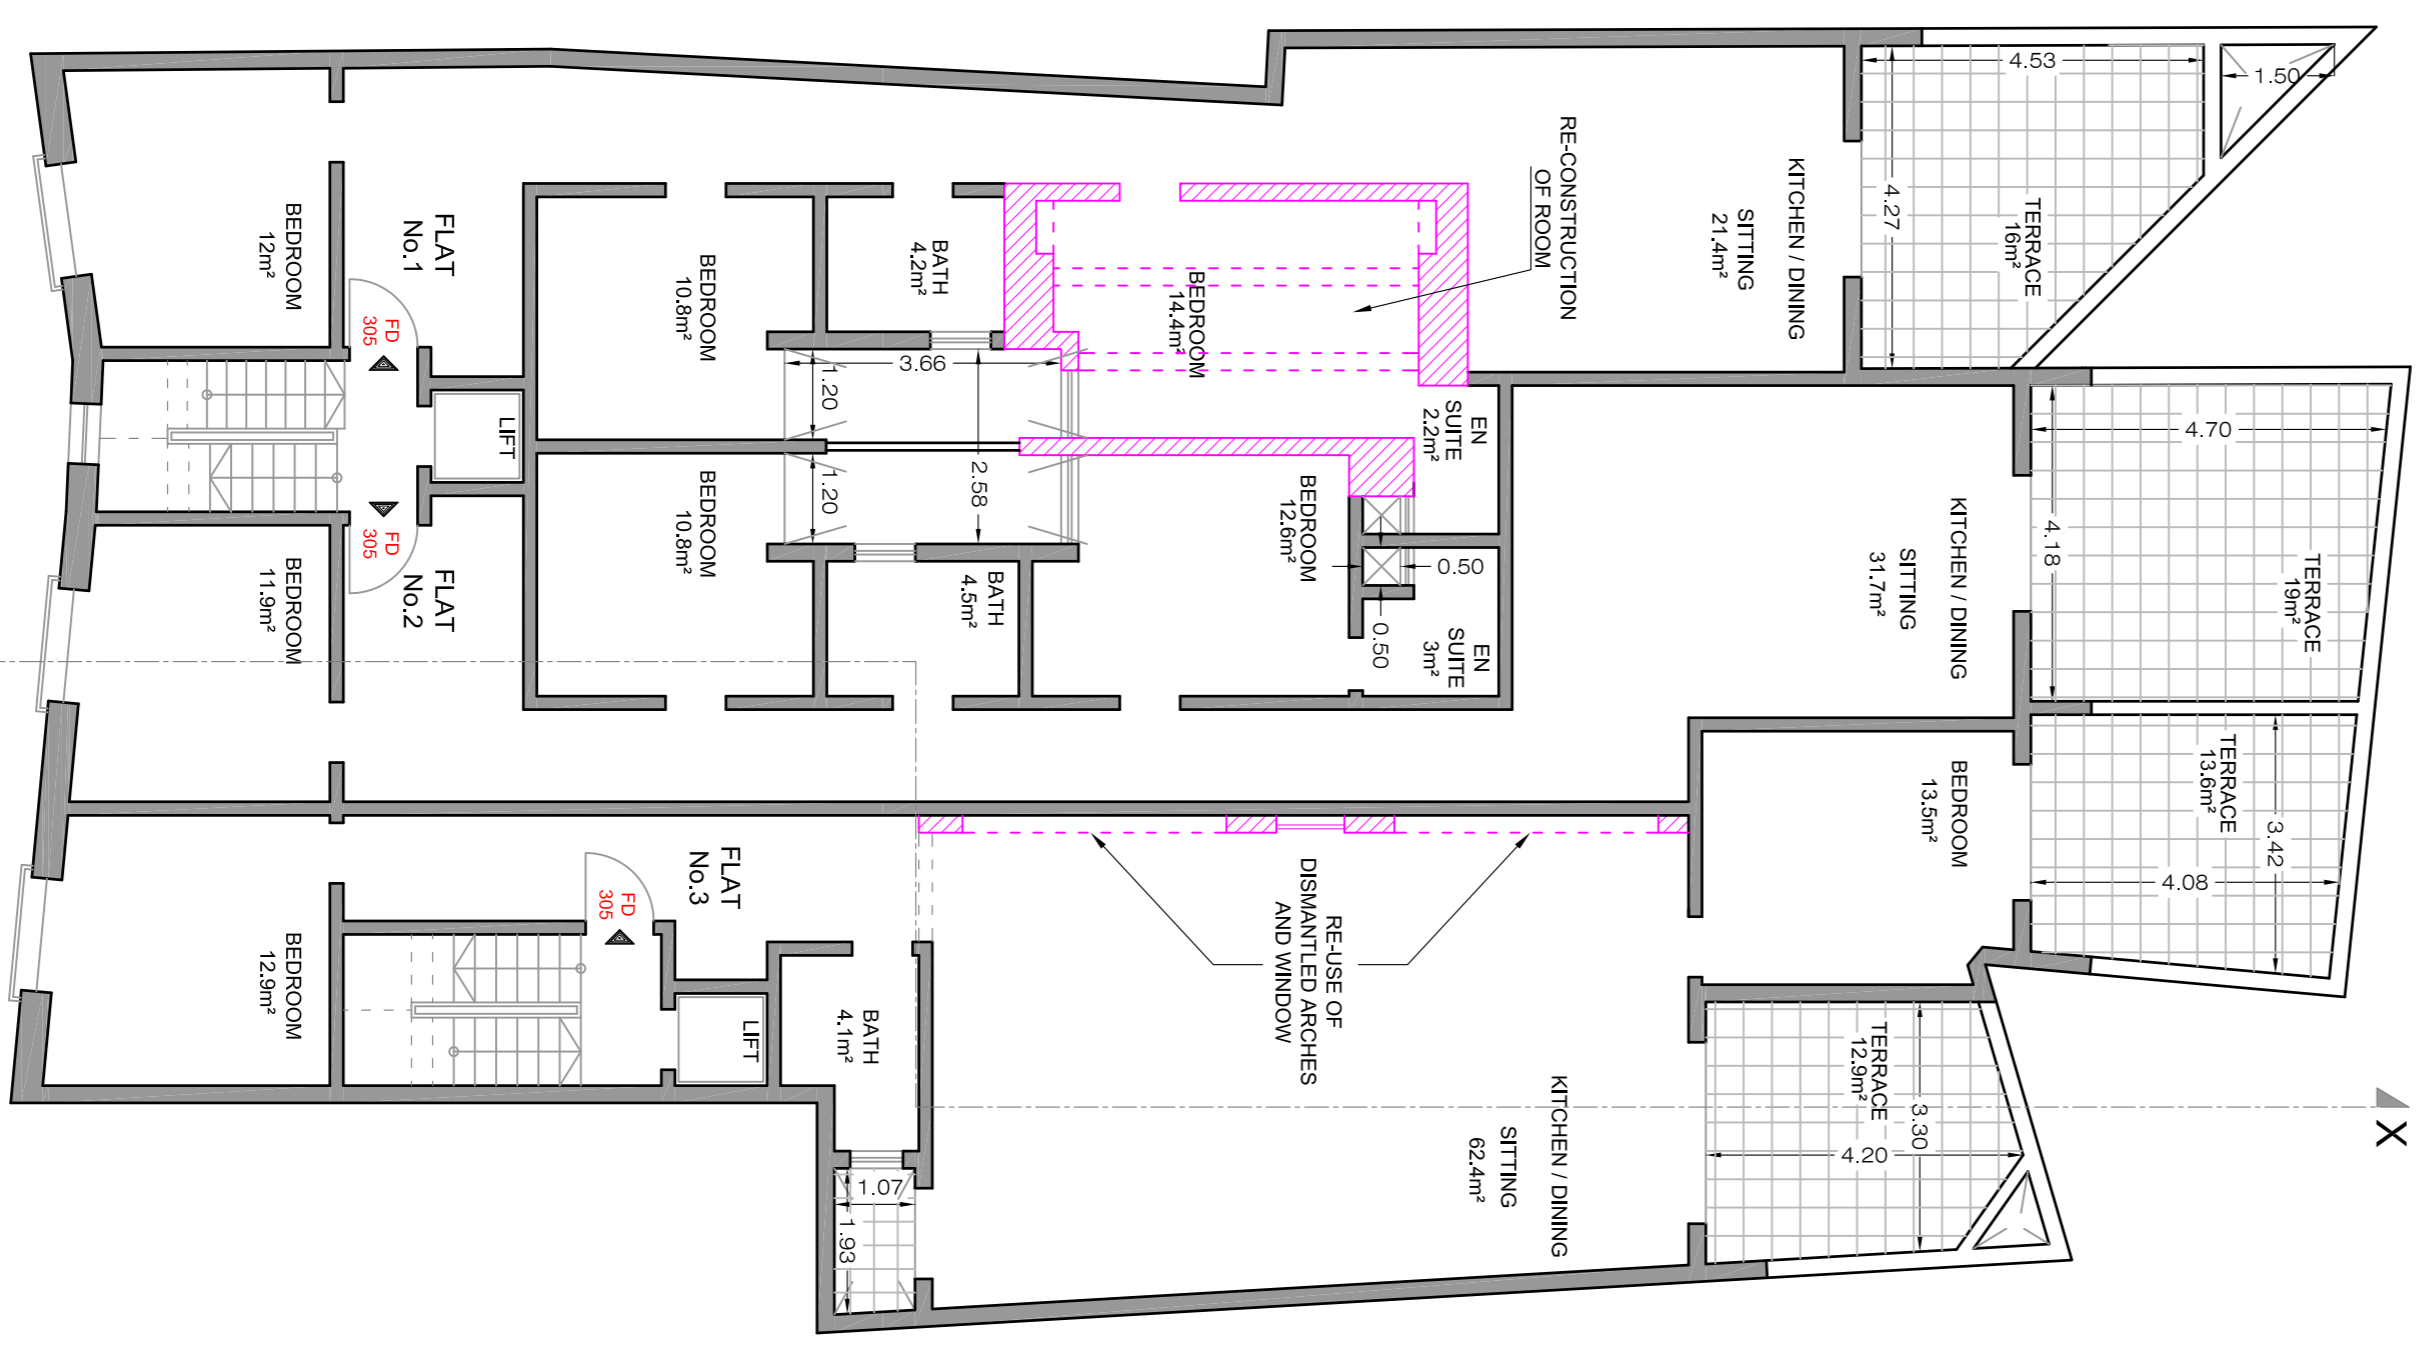 4.53
1.50
4.27
TERRACE
16m²
KITCHEN / DINING
SITTING
21.4m²
RE-CONSTRUCTION
OF ROOM
BEDROOM
14.4m²
BATH
4.2m²
BEDROOM
10.8m²
FLAT
No.1
BEDROOM
12m²
FD
305
LIFT
3.66
1.20
2.58
1.20
EN
SUITE
2.2m²
4.70
4.18
TERRACE
19m²
KITCHEN / DINING
SITTING
31.7m²
0.50
0.50
EN
SUITE
3m²
BEDROOM
12.6m²
BATH
4.5m²
BEDROOM
10.8m²
FD
305
FLAT
No.2
BEDROOM
11.9m²
TERRACE
13.6m²
3.42
4.08
BEDROOM
13.5m²
RE-USE OF
DISMANTLED ARCHES
AND WINDOW
FLAT
No.3
FD
305
BEDROOM
12.9m²
LIFT
BATH
4.1m²
1.07
1.93
KITCHEN / DINING
SITTING
62.4m²
TERRACE
12.9m²
3.30
4.20
X